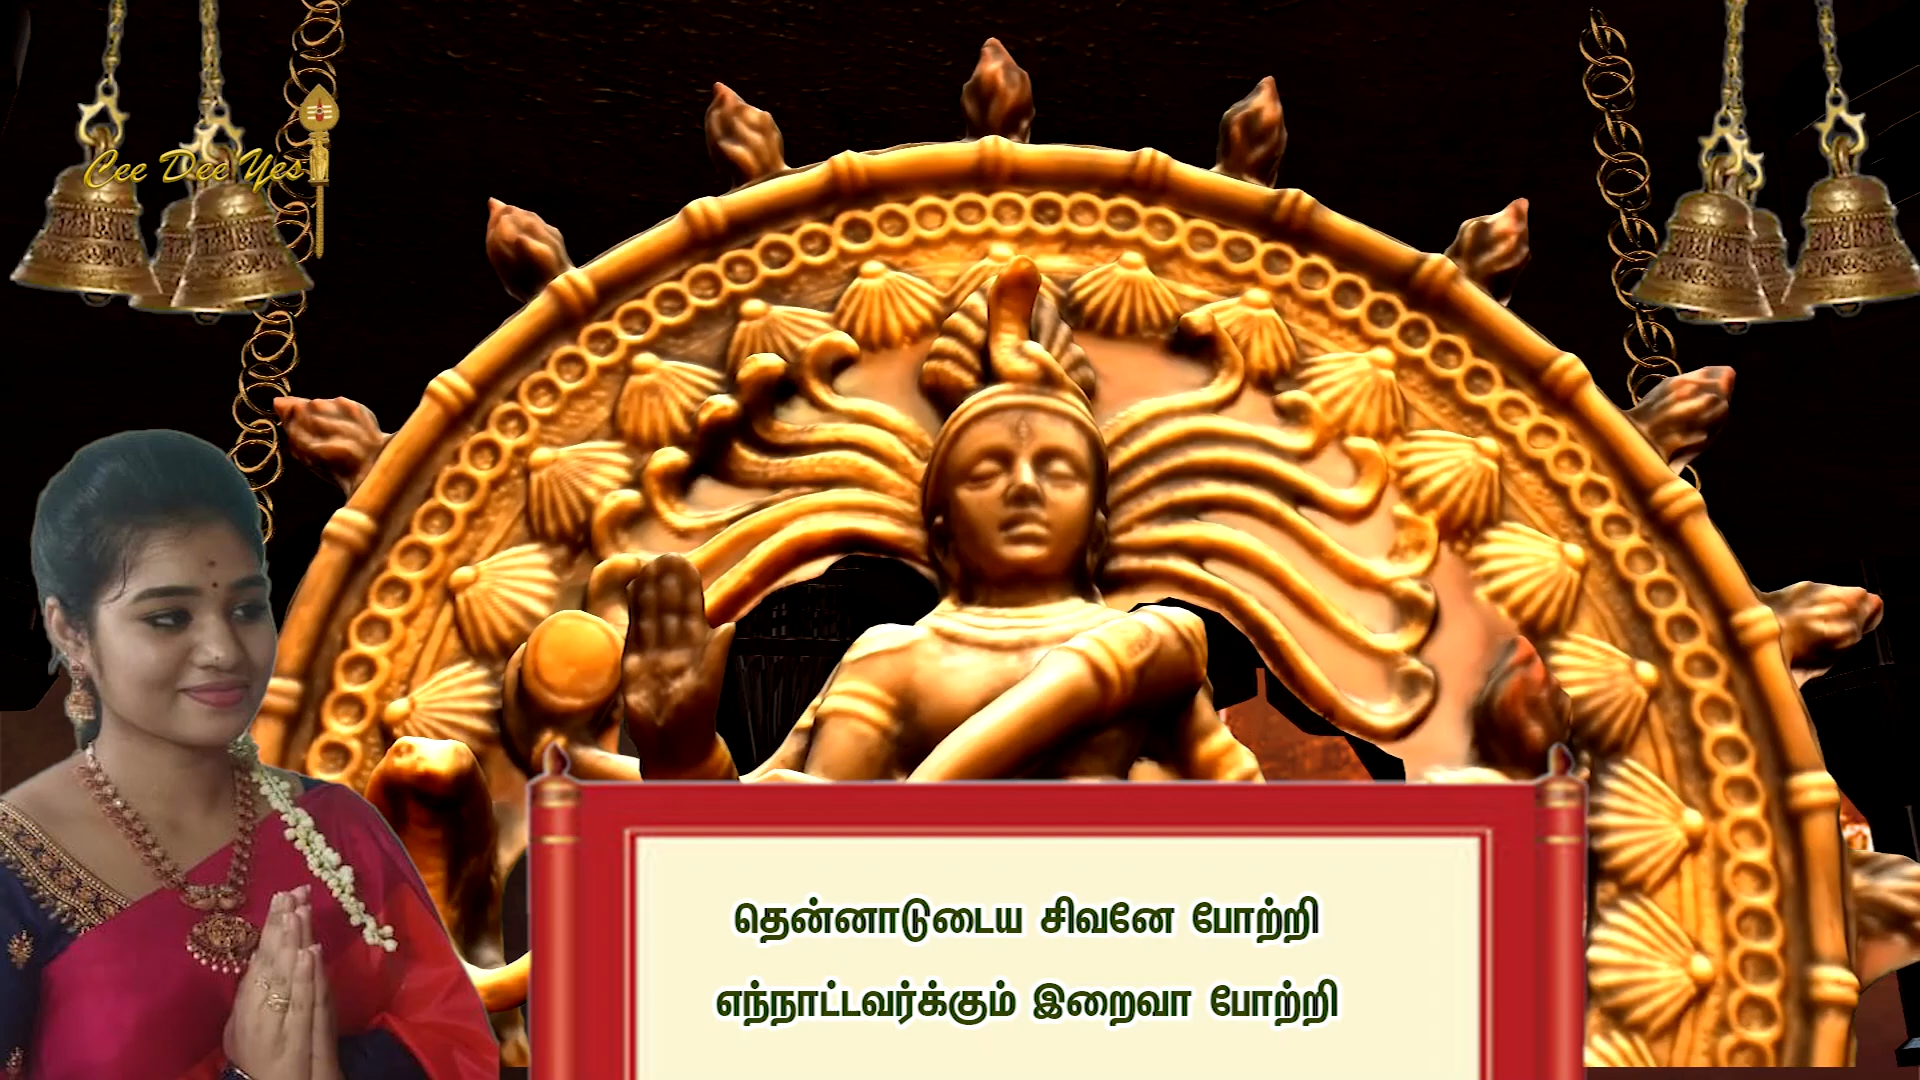 Cee Dee Yes
தென்னாடுடைய சிவனே போற்றி
எந்நாட்டவர்க்கும் இறைவா போற்றி